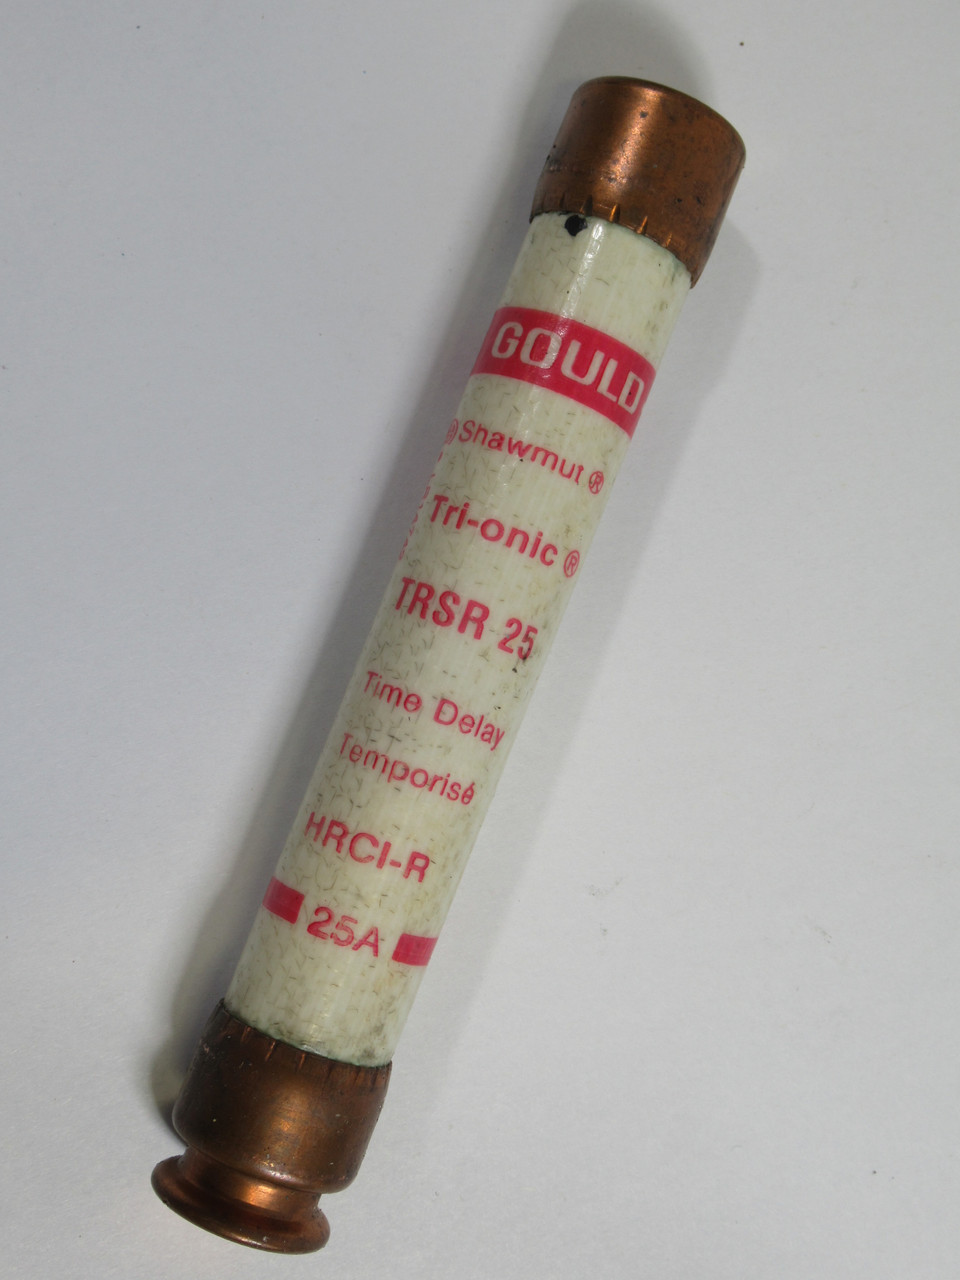 GOULD
® Shawmut ®
Tri-onic ®
TRSR 25
Time Delay
Temporisé
HRCI-R
25A